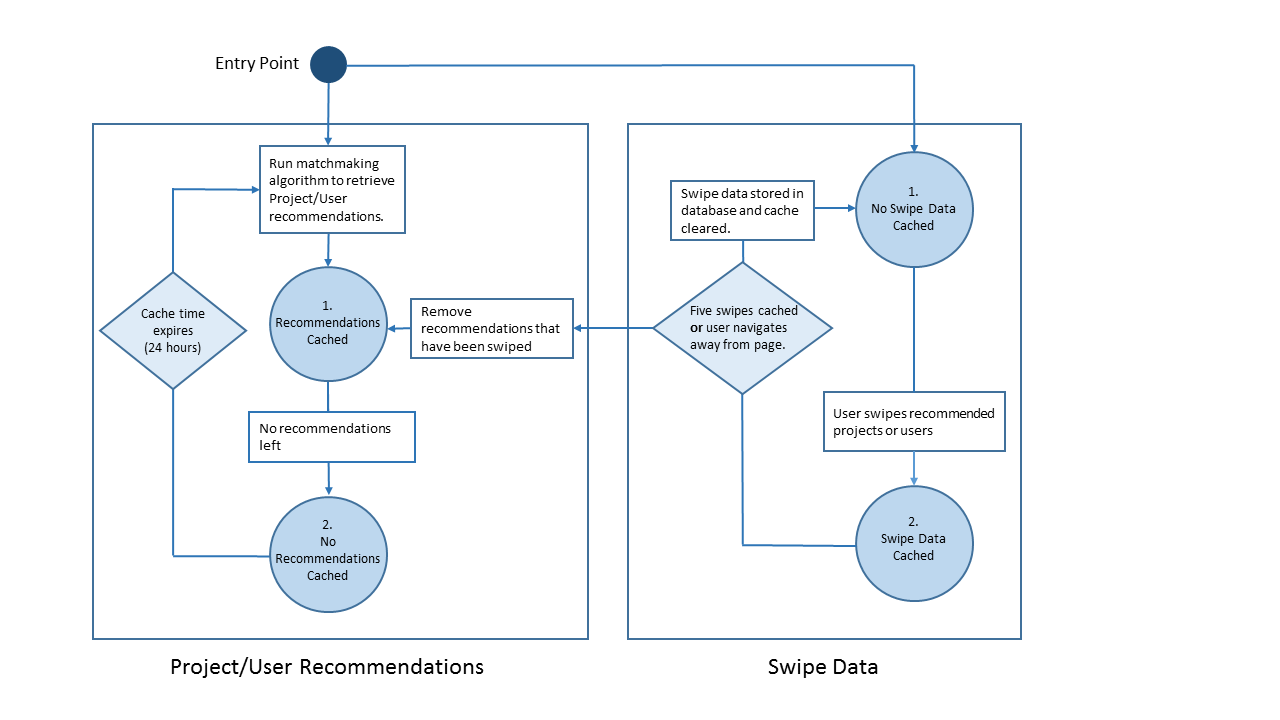 Entry Point
Run matchmaking
algorithm to retrieve
Project/User
recommendations.
Cache time
expires
(24 hours)
1.
Recommendations
Cached
Remove
recommendations that
have been swiped
No recommendations
left
2.
No
Recommendations
Cached
Project/User Recommendations
Swipe data stored in
database and cache
cleared.
1.
No Swipe Data
Cached
Five swipes cached
or user navigates
away from page.
User swipes recommended
projects or users
2.
Swipe Data
Cached
Swipe Data